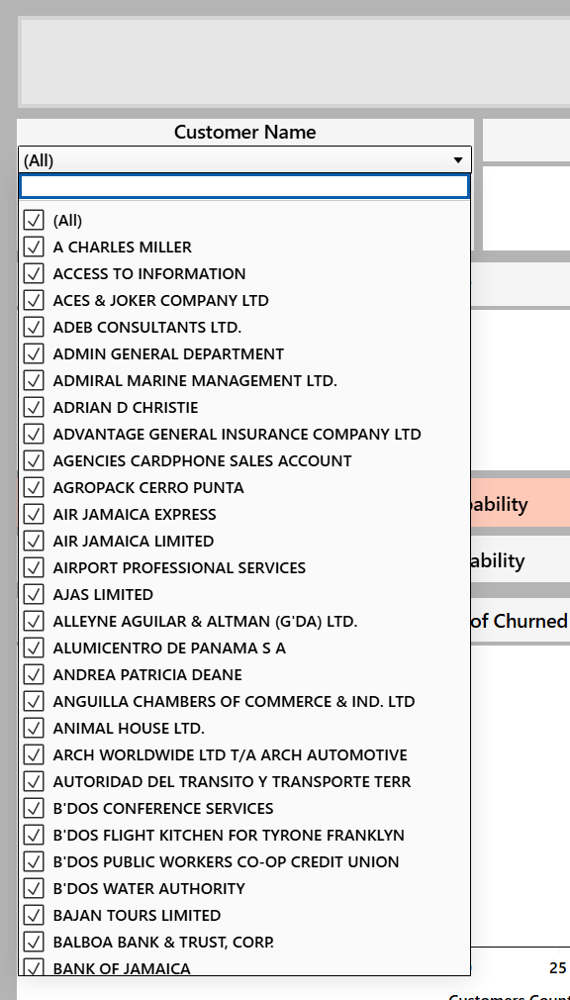 Customer Name
(All)
(All)
A CHARLES MILLER
ACCESS TO INFORMATION
ACES & JOKER COMPANY LTD
ADEB CONSULTANTS LTD.
ADMIN GENERAL DEPARTMENT
ADMIRAL MARINE MANAGEMENT LTD.
ADRIAN D CHRISTIE
ADVANTAGE GENERAL INSURANCE COMPANY LTD
AGENCIES CARDPHONE SALES ACCOUNT
AGROPACK CERRO PUNTA
bability
AIR JAMAICA EXPRESS
AIR JAMAICA LIMITED
ability
AIRPORT PROFESSIONAL SERVICES
AJAS LIMITED
ALLEYNE AGUILAR & ALTMAN (G'DA) LTD.
of Churned
ALUMICENTRO DE PANAMA S A
ANDREA PATRICIA DEANE
ANGUILLA CHAMBERS OF COMMERCE & IND. LTD
ANIMAL HOUSE LTD.
ARCH WORLDWIDE LTD T/A ARCH AUTOMOTIVE
AUTORIDAD DEL TRANSITO Y TRANSPORTE TERR
B'DOS CONFERENCE SERVICES
B'DOS FLIGHT KITCHEN FOR TYRONE FRANKLYN
B'DOS PUBLIC WORKERS CO-OP CREDIT UNION
B'DOS WATER AUTHORITY
BAJAN TOURS LIMITED
BALBOA BANK & TRUST, CORP.
BANK OF JAMAICA
25
Customers Count